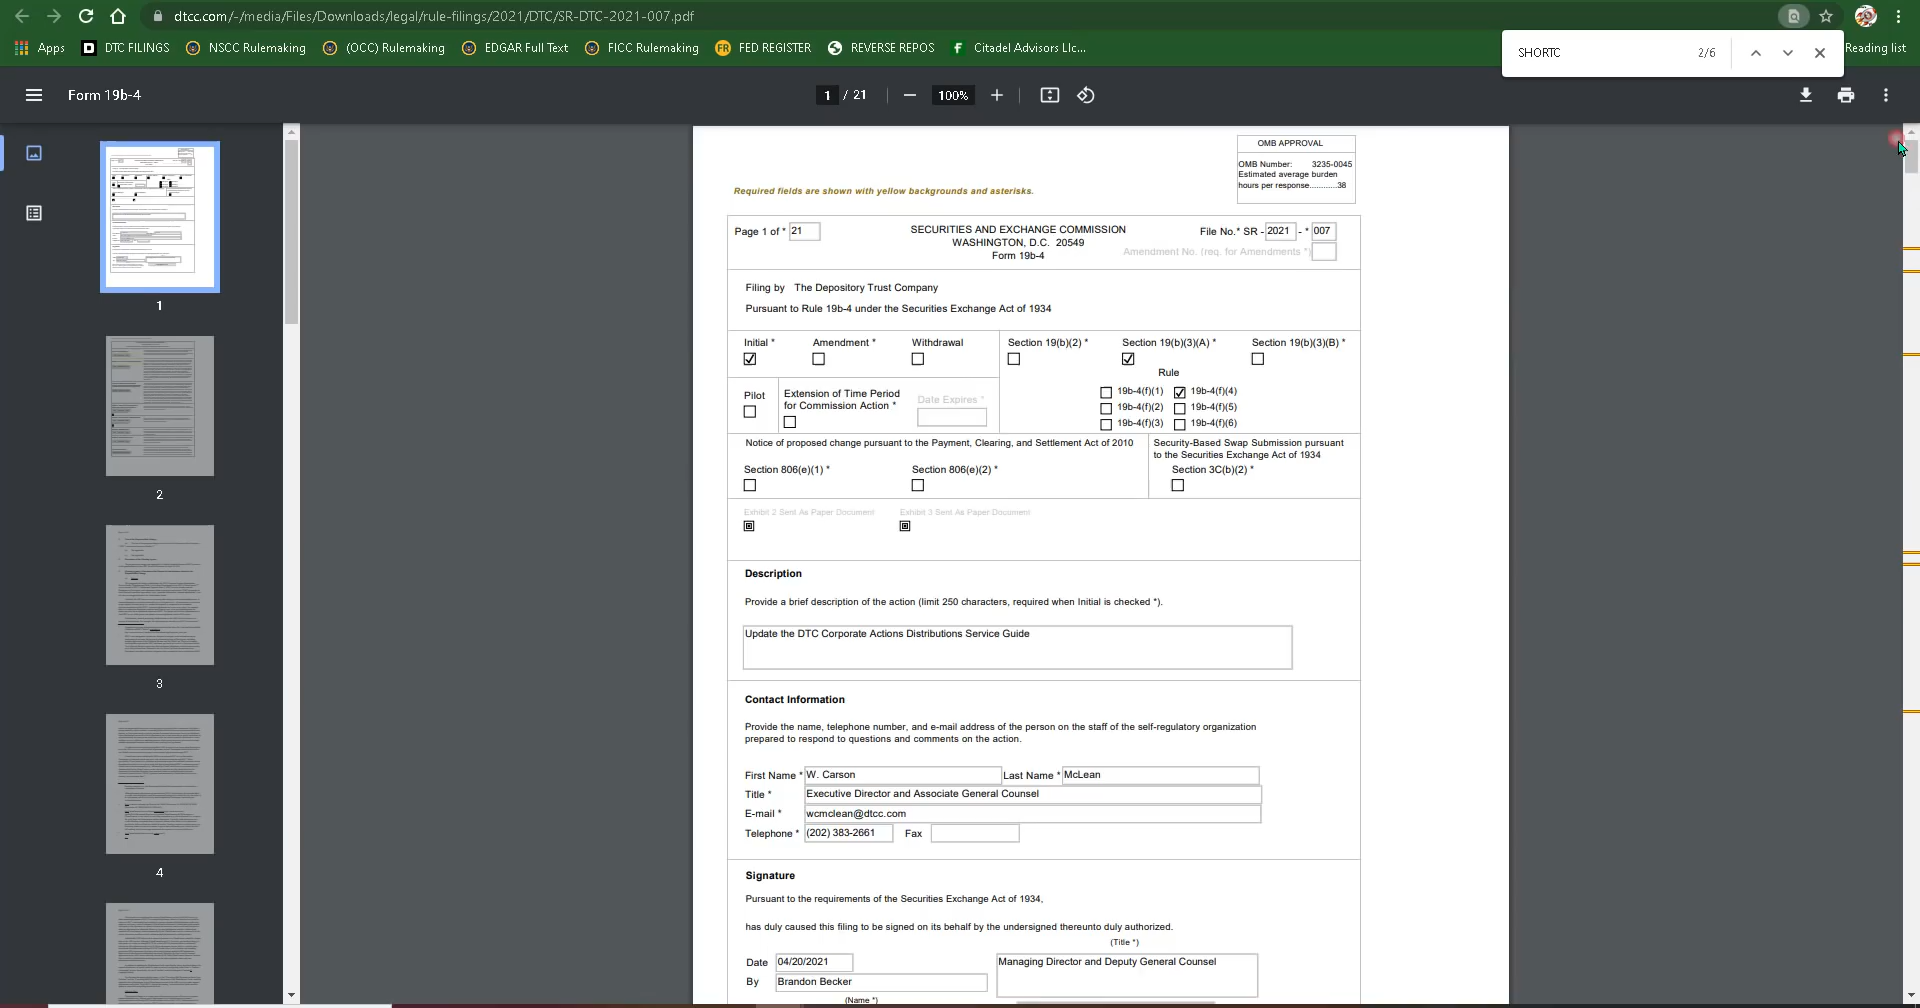 dtcc.com/-/media/Files/Downloads/legal/rule-filings/2021/DTC/SR-DTC-2021-007.pdf
Apps DTC FILINGS NSCC Rulemaking (OCC) Rulemaking EDGAR Full Text FICC Rulemaking FR FED REGISTER REVERSE REPOS Citadel Advisors Llc... Reading list
SHORTC 2/6
Form 19b-4 1 / 21 100%
1
2
3
4
OMB APPROVAL
OMB Number: 3235-0045
Estimated average burden
hours per response............38
Required fields are shown with yellow backgrounds and asterisks.
Page 1 of * 21
SECURITIES AND EXCHANGE COMMISSION
WASHINGTON, D.C. 20549
Form 19b-4
File No.* SR - 2021 - * 007
Amendment No. (req. for Amendments *)
Filing by The Depository Trust Company
Pursuant to Rule 19b-4 under the Securities Exchange Act of 1934
Initial * Amendment * Withdrawal Section 19(b)(2) * Section 19(b)(3)(A) * Section 19(b)(3)(B) *
Rule
Pilot
Extension of Time Period
for Commission Action *
Date Expires *
19b-4(f)(1) 19b-4(f)(4)
19b-4(f)(2) 19b-4(f)(5)
19b-4(f)(3) 19b-4(f)(6)
Notice of proposed change pursuant to the Payment, Clearing, and Settlement Act of 2010
Section 806(e)(1) * Section 806(e)(2) *
Security-Based Swap Submission pursuant
to the Securities Exchange Act of 1934
Section 3C(b)(2) *
Exhibit 2 Sent As Paper Document Exhibit 3 Sent As Paper Document
Description
Provide a brief description of the action (limit 250 characters, required when Initial is checked *).
Update the DTC Corporate Actions Distributions Service Guide
Contact Information
Provide the name, telephone number, and e-mail address of the person on the staff of the self-regulatory organization
prepared to respond to questions and comments on the action.
First Name * W. Carson Last Name * McLean
Title * Executive Director and Associate General Counsel
E-mail * wcmclean@dtcc.com
Telephone * (202) 383-2661 Fax
Signature
Pursuant to the requirements of the Securities Exchange Act of 1934,
has duly caused this filing to be signed on its behalf by the undersigned thereunto duly authorized.
(Title *)
Date 04/20/2021 Managing Director and Deputy General Counsel
By Brandon Becker
(Name *)